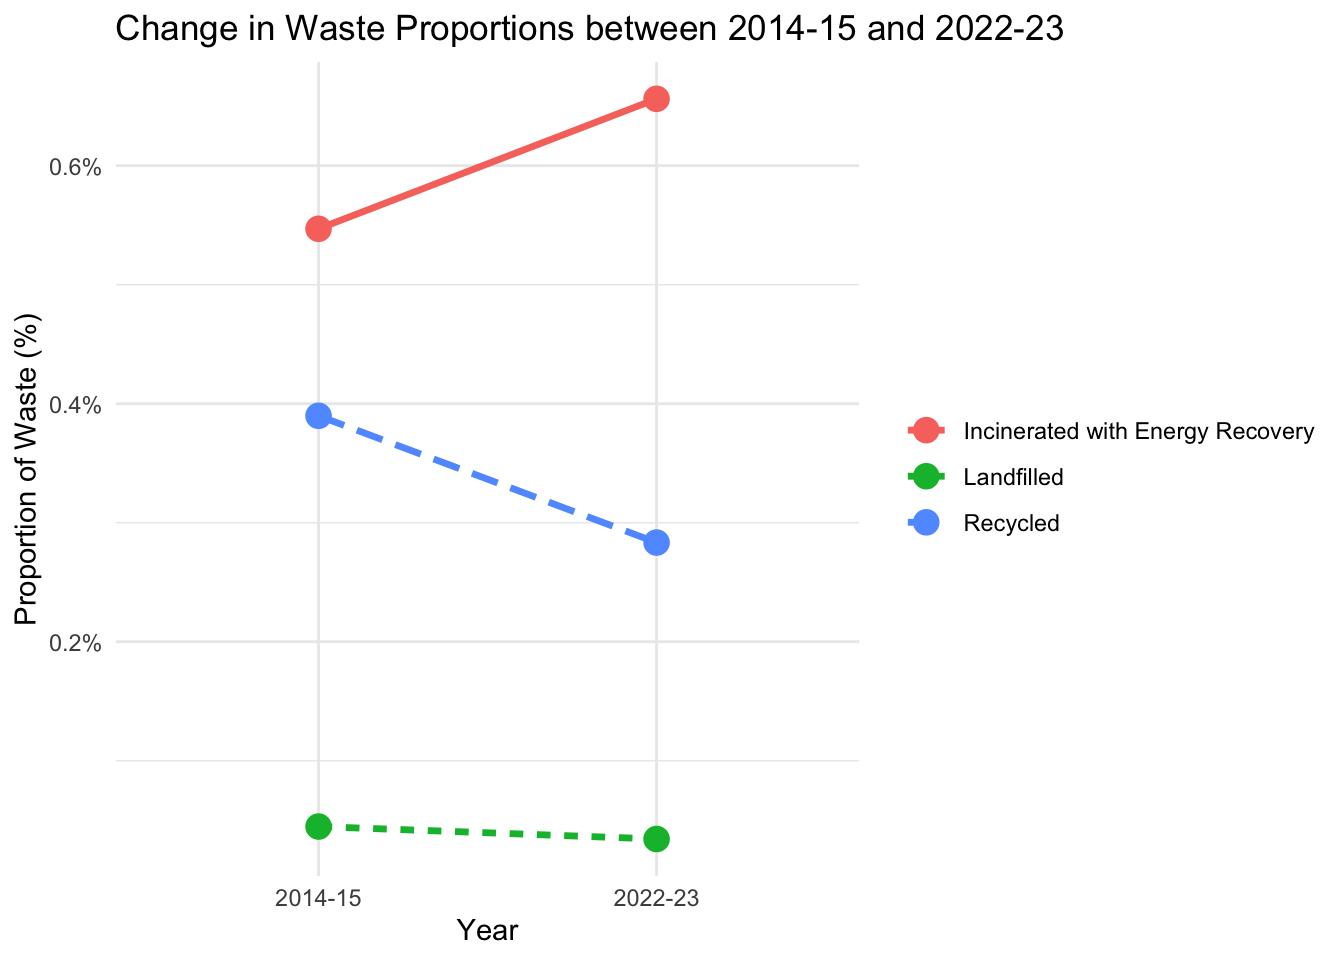 Change in Waste Proportions between 2014-15 and 2022-23
Proportion of Waste (%)
0.6%
0.4%
0.2%
2014-15
2022-23
Year
Incinerated with Energy Recovery
Landfilled
Recycled